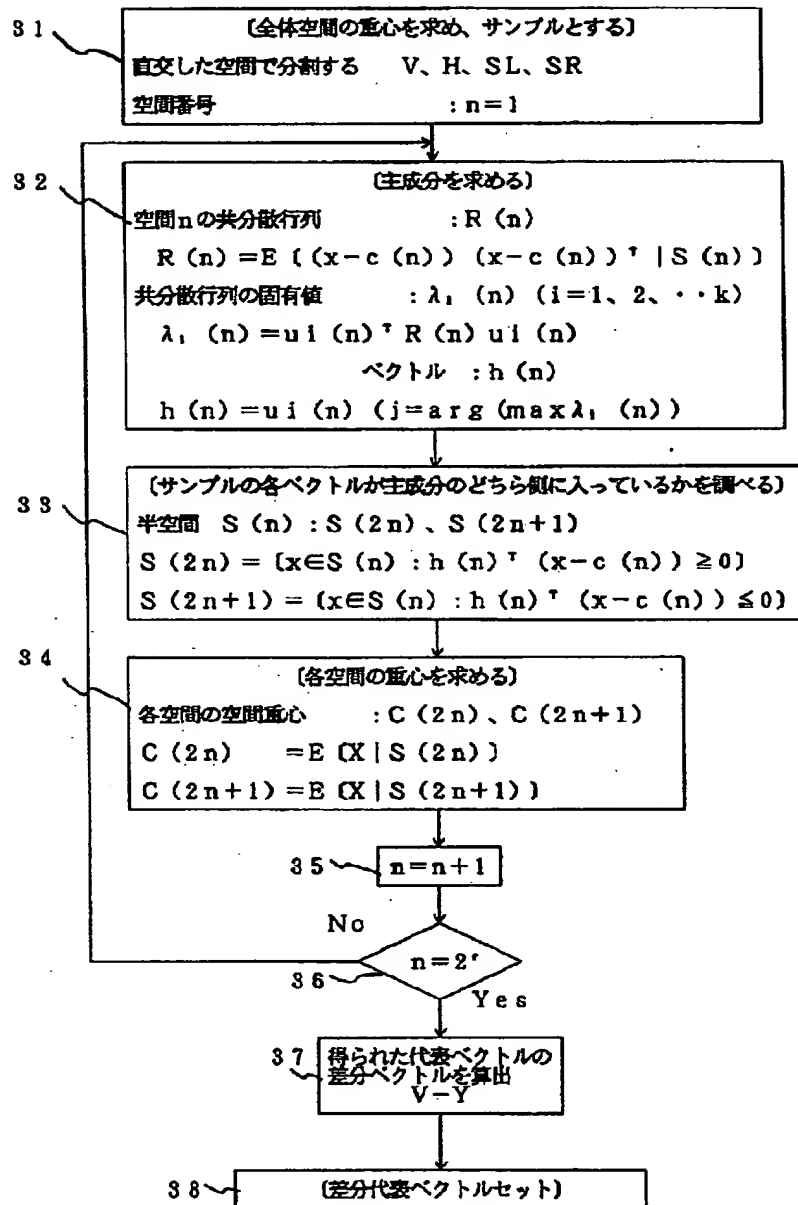 31
〔全体空間の重心を求め、サンプルとする〕
直交した空間で分割する V、H、SL、SR
空間番号 :n=1
32
〔主成分を求める〕
空間nの共分散行列 :R(n)
R(n)=E〔(x-c(n))(x-c(n))ᵀ|S(n)〕
共分散行列の固有値 :λᵢ(n)(i=1、2、・・k)
λᵢ(n)=ui(n)ᵀR(n)ui(n)
ベクトル :h(n)
h(n)=ui(n)(j=arg(maxλᵢ(n))
33
〔サンプルの各ベクトルが主成分のどちら側に入っているかを調べる〕
半空間 S(n):S(2n)、S(2n+1)
S(2n)=〔x∈S(n):h(n)ᵀ(x-c(n))≧0〕
S(2n+1)=〔x∈S(n):h(n)ᵀ(x-c(n))≦0〕
34
〔各空間の重心を求める〕
各空間の空間重心 :C(2n)、C(2n+1)
C(2n) =E〔X|S(2n)〕
C(2n+1)=E〔X|S(2n+1)〕
35
n=n+1
No
n=2ʳ
36
Yes
37
得られた代表ベクトルの
差分ベクトルを算出
V-Y
38
〔差分代表ベクトルセット〕